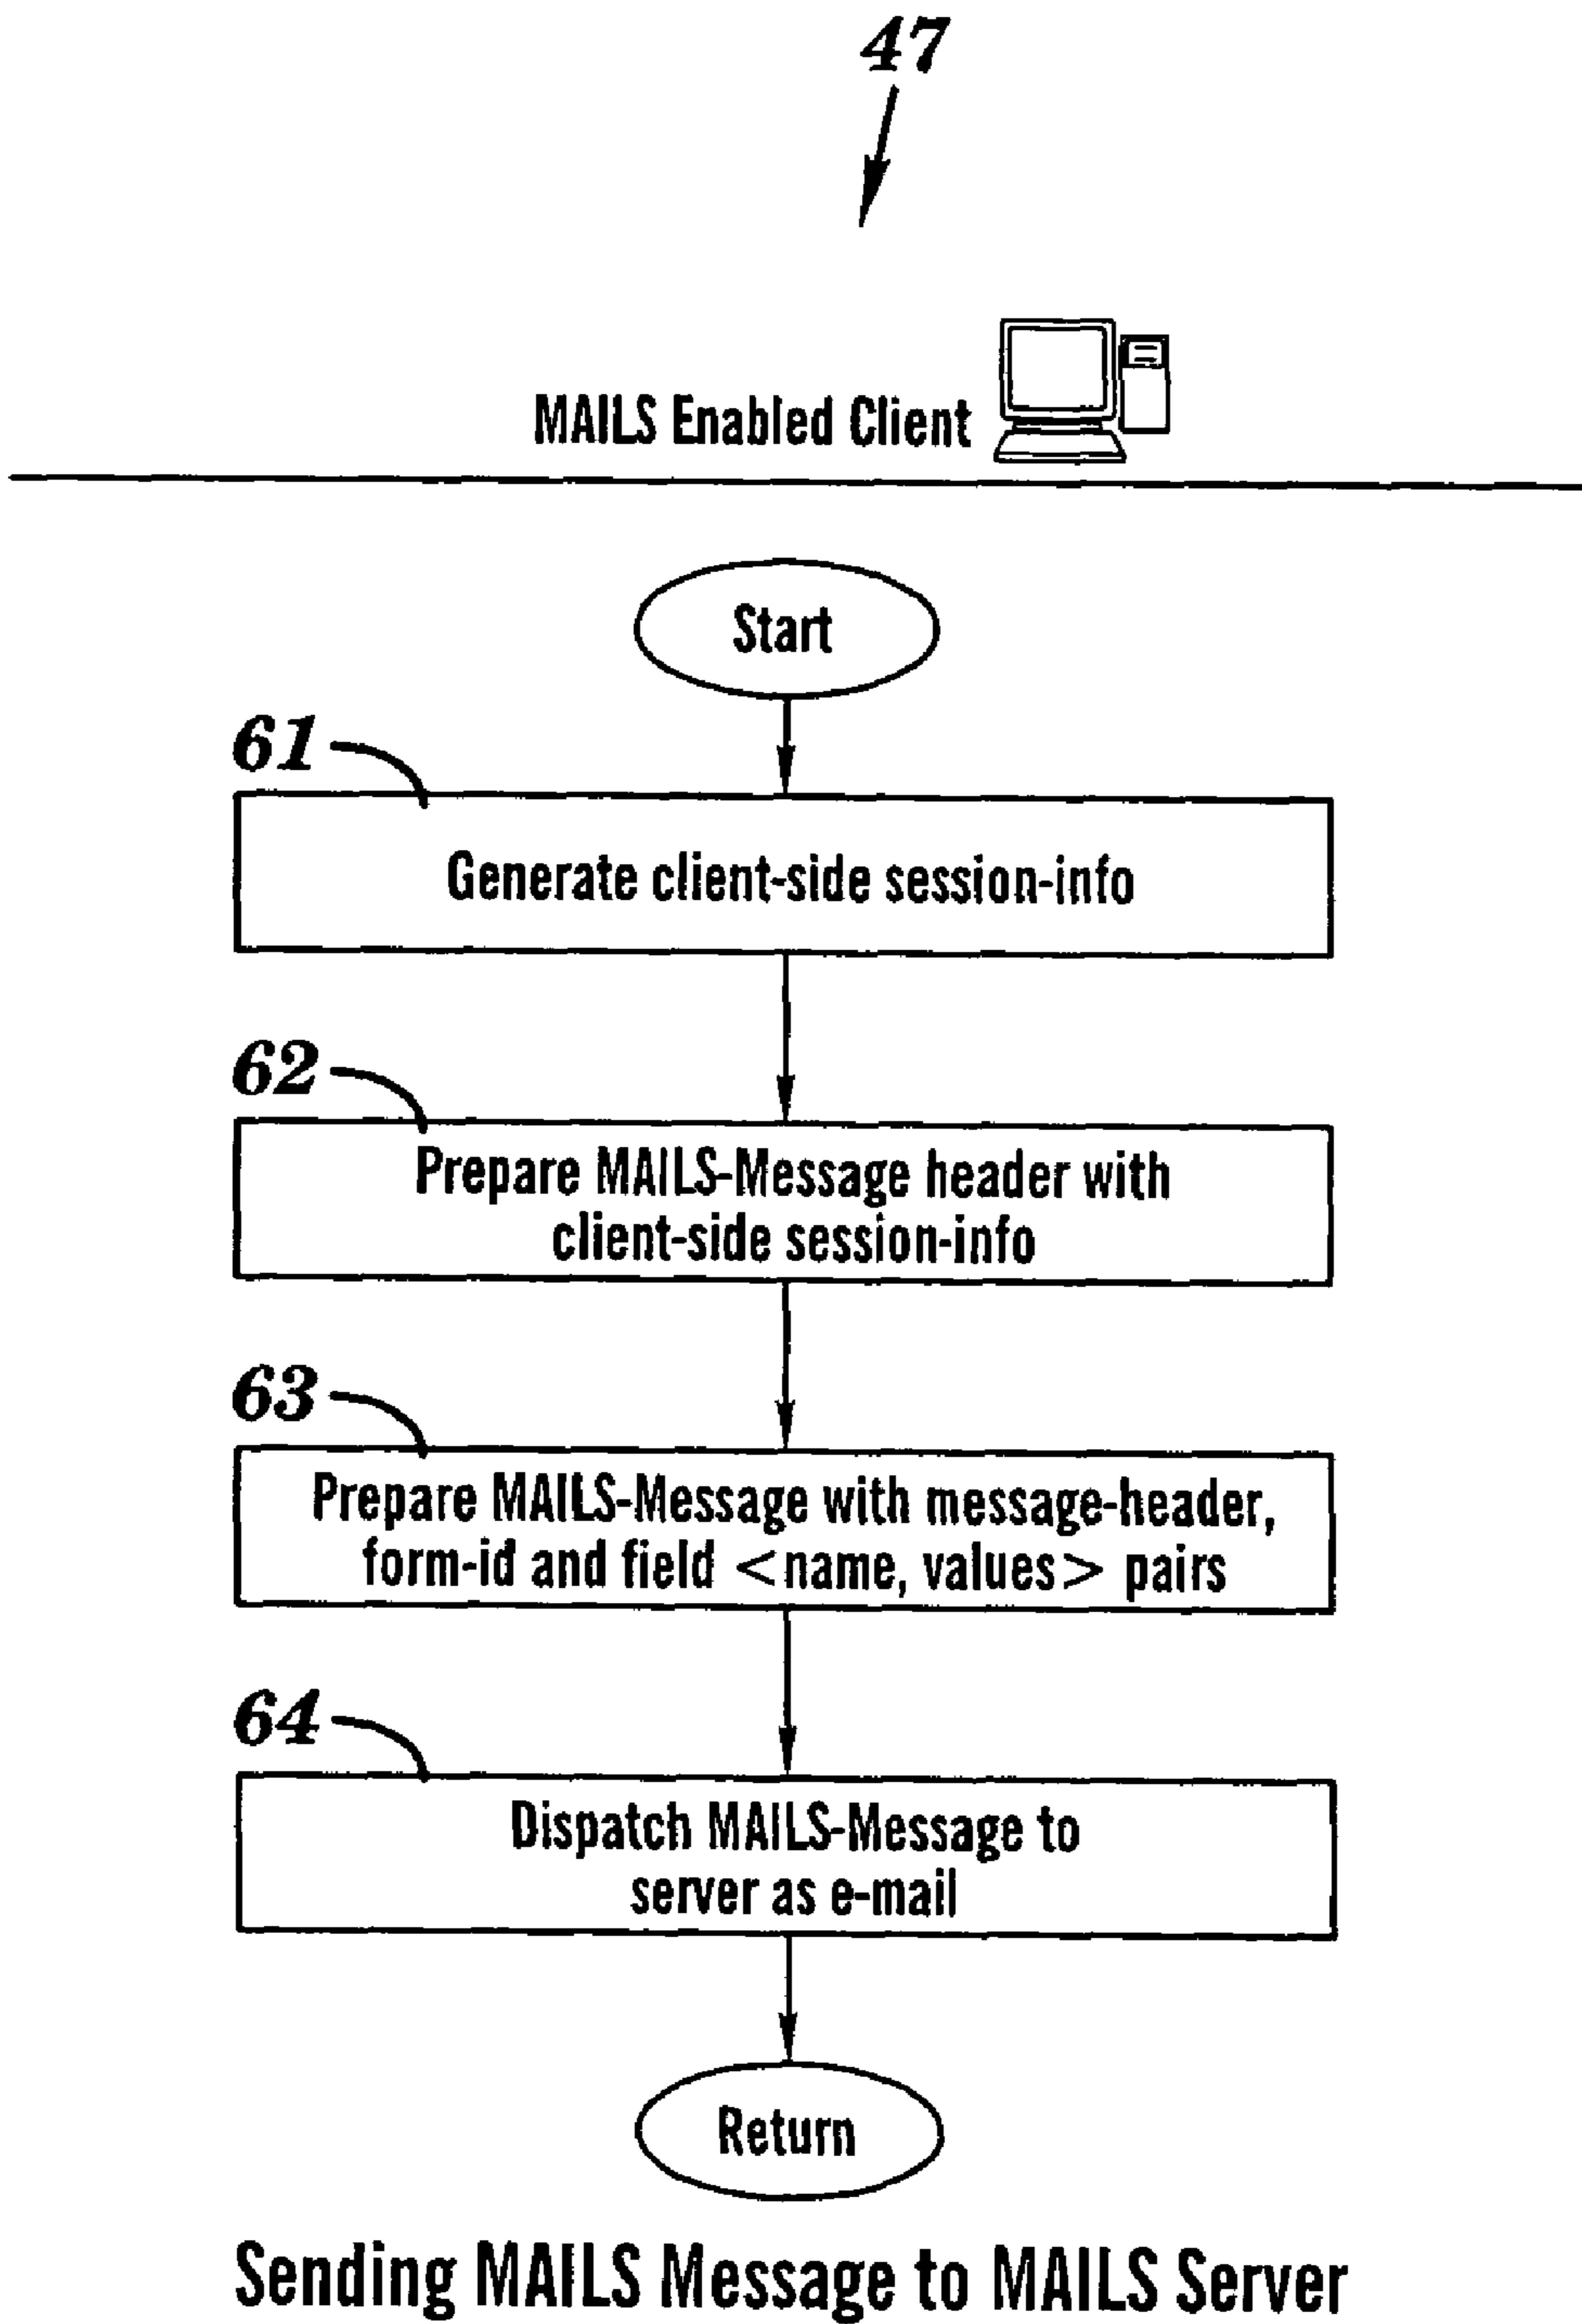 47
MAILS Enabled Client
Start
61
Generate client-side session-info
62
Prepare MAILS-Message header with
client-side session-info
63
Prepare MAILS-Message with message-header,
form-id and field <name, values> pairs
64
Dispatch MAILS-Message to
server as e-mail
Return
Sending MAILS Message to MAILS Server